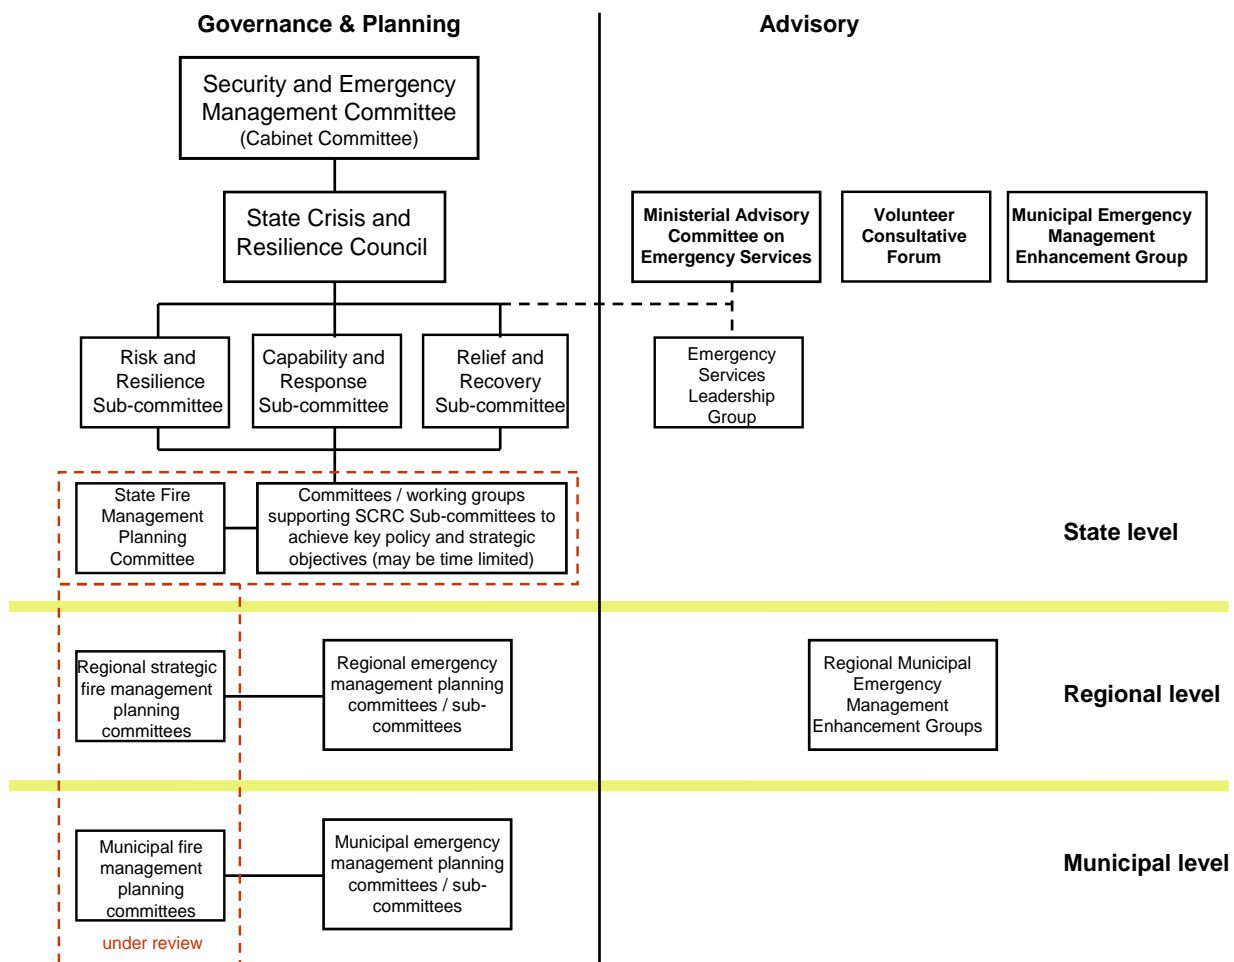 Governance & Planning
Advisory
Security and Emergency
Management Committee
(Cabinet Committee)
State Crisis and
Resilience Council
Ministerial Advisory
Committee on
Emergency Services
Volunteer
Consultative
Forum
Municipal Emergency
Management
Enhancement Group
Risk and
Resilience
Sub-committee
Capability and
Response
Sub-committee
Relief and
Recovery
Sub-committee
Emergency
Services
Leadership
Group
State Fire
Management
Planning
Committee
Committees / working groups
supporting SCRC Sub-committees to
achieve key policy and strategic
objectives (may be time limited)
State level
Regional strategic
fire management
planning
committees
Regional emergency
management planning
committees / sub-
committees
Regional Municipal
Emergency
Management
Enhancement Groups
Regional level
Municipal fire
management
planning
committees
Municipal emergency
management planning
committees / sub-
committees
Municipal level
under review